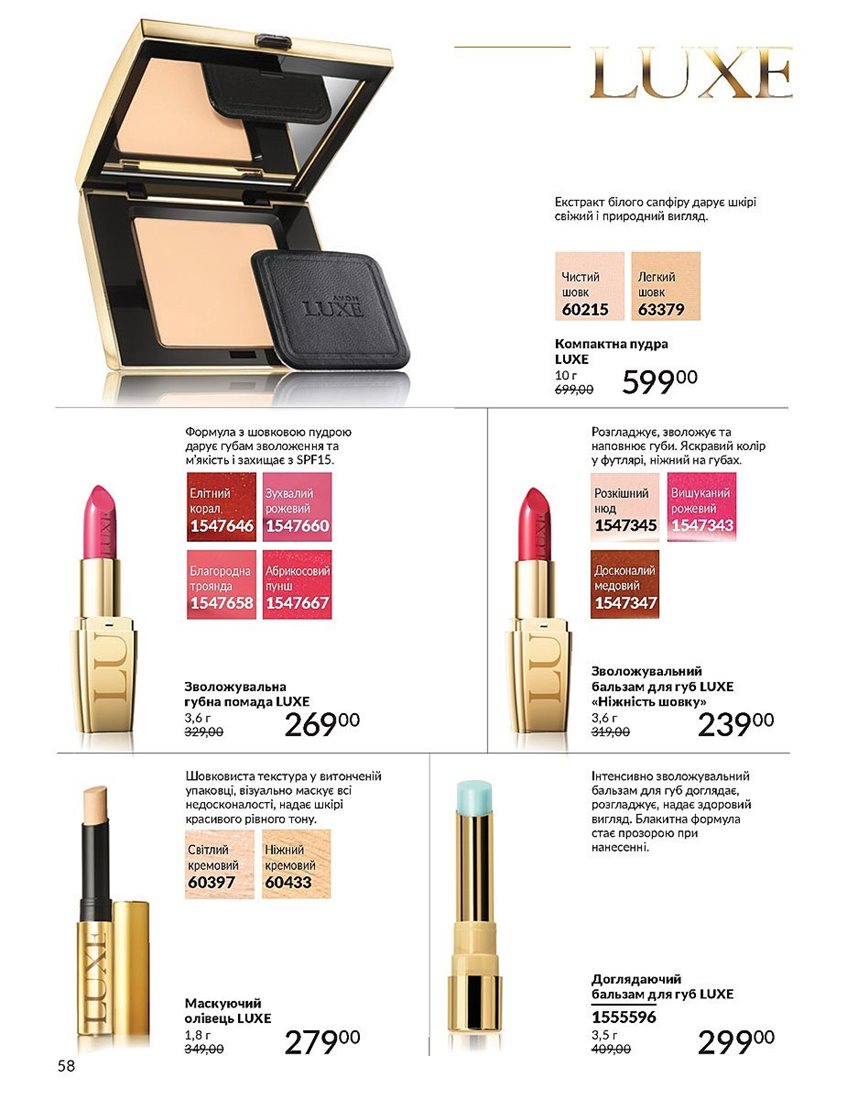 LUXE
AVON
LUXE
Екстракт білого сапфіру дарує шкірі
свіжий і природний вигляд.
Чистий
шовк
60215
Легкий
шовк
63379
Компактна пудра
LUXE
10 г
699,00
59900
Формула з шовковою пудрою
дарує губам зволоження та
м'якість і захищає з SPF15.
Елітний
корал
1547646
Зухвалий
рожевий
1547660
Благородна
троянда
1547658
Абрикосовий
пунш
1547667
LUXE
LU
Зволожувальна
губна помада LUXE
3,6 г
329,00
26900
Розгладжує, зволожує та
наповнює губи. Яскравий колір
у футлярі, ніжний на губах.
Розкішний
нюд
1547345
Вишуканий
рожевий
1547343
Досконалий
медовий
1547347
LUXE
LU
Зволожувальний
бальзам для губ LUXE
«Ніжність шовку»
3,6 г
319,00
23900
Шовковиста текстура у витонченій
упаковці, візуально маскує всі
недосконалості, надає шкірі
красивого рівного тону.
Світлий
кремовий
60397
Ніжний
кремовий
60433
LUXE
Маскуючий
олівець LUXE
1,8 г
349,00
27900
Інтенсивно зволожувальний
бальзам для губ доглядає,
розгладжує, надає здоровий
вигляд. Блакитна формула
стає прозорою при
нанесенні.
Доглядаючий
бальзам для губ LUXE
1555596
3,5 г
409,00
29900
58